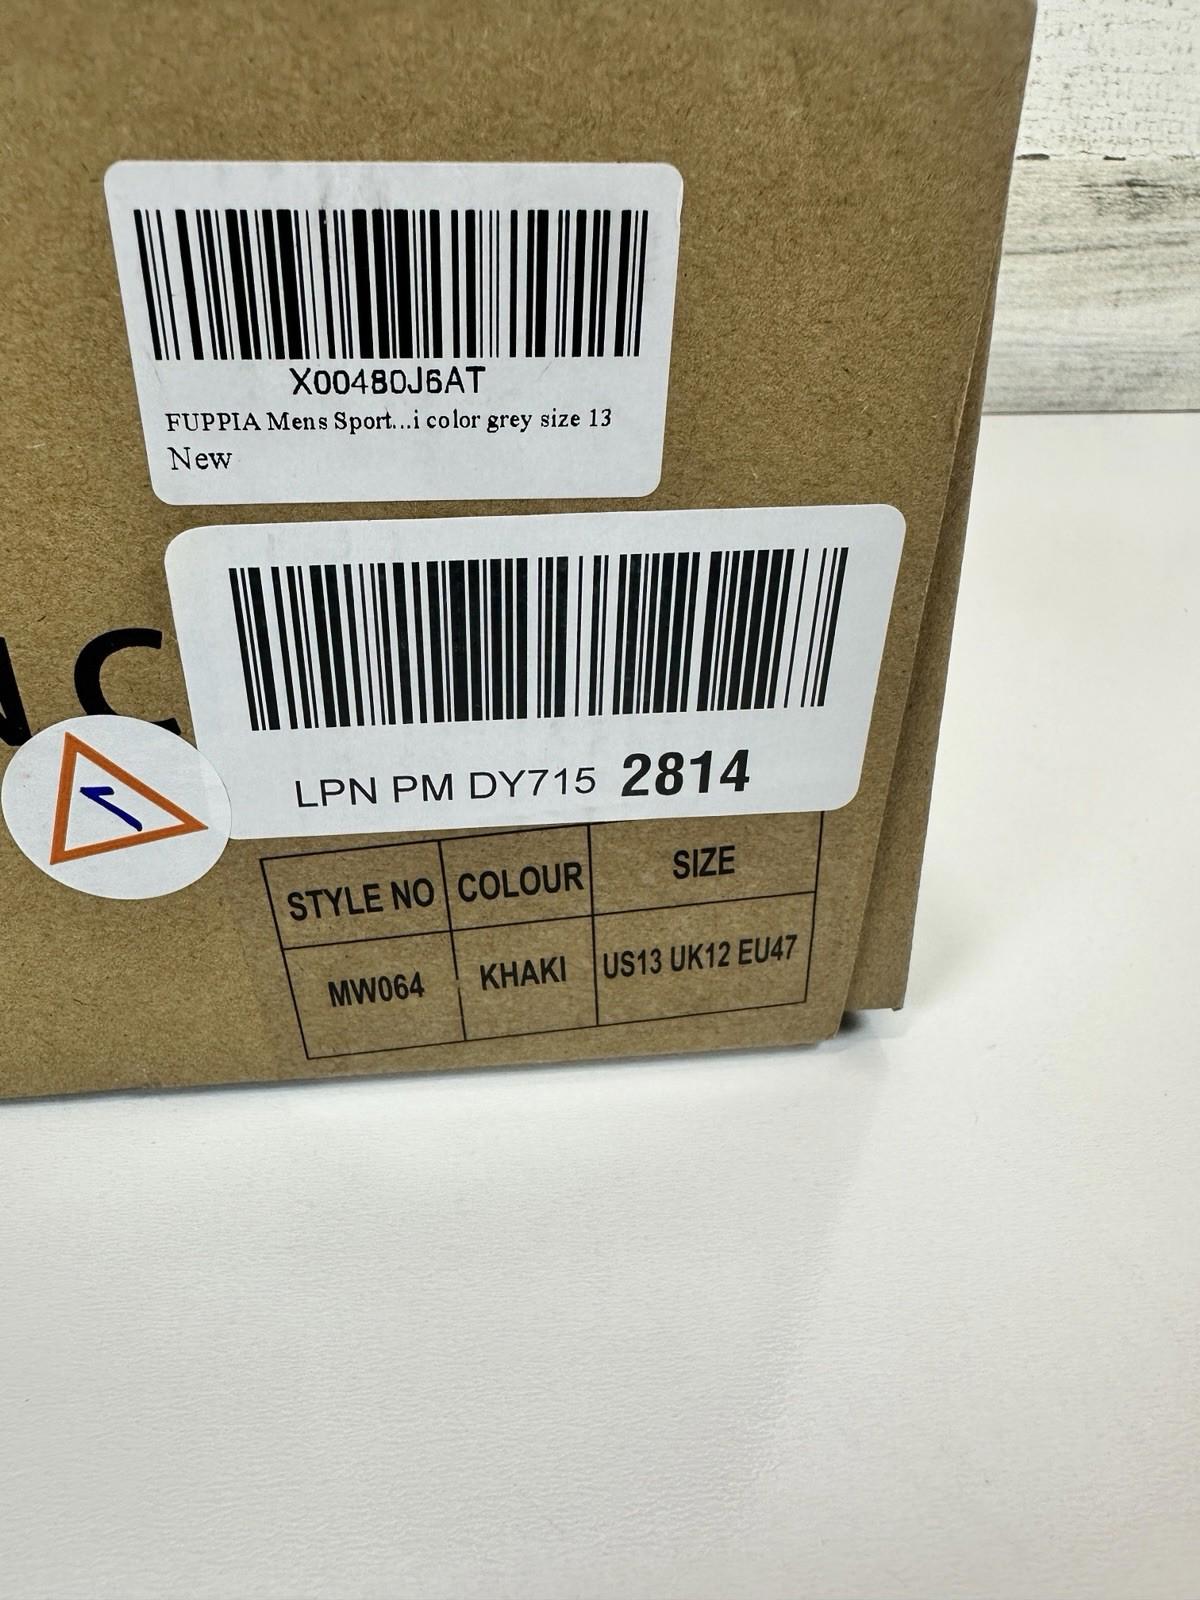 X00480J6AT
FUPPIA Mens Sport...i color grey size 13
New
LPN PM DY715 2814
STYLE NO COLOUR SIZE
MW064 KHAKI US13 UK12 EU47